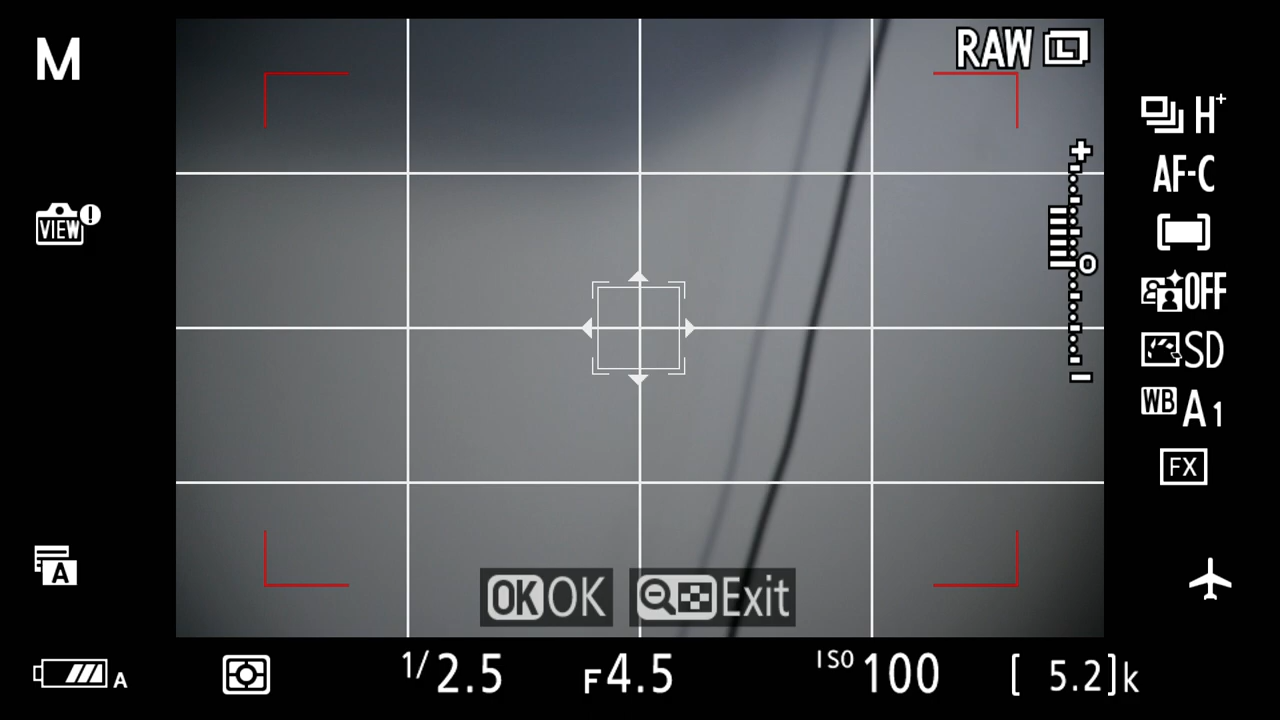 M
RAW L
H+
AF-C
VIEW !
OFF
SD
WB A1
FX
A
OK OK Exit
A 1/2.5 F4.5 ISO 100 [ 5.2]k
+
0
−